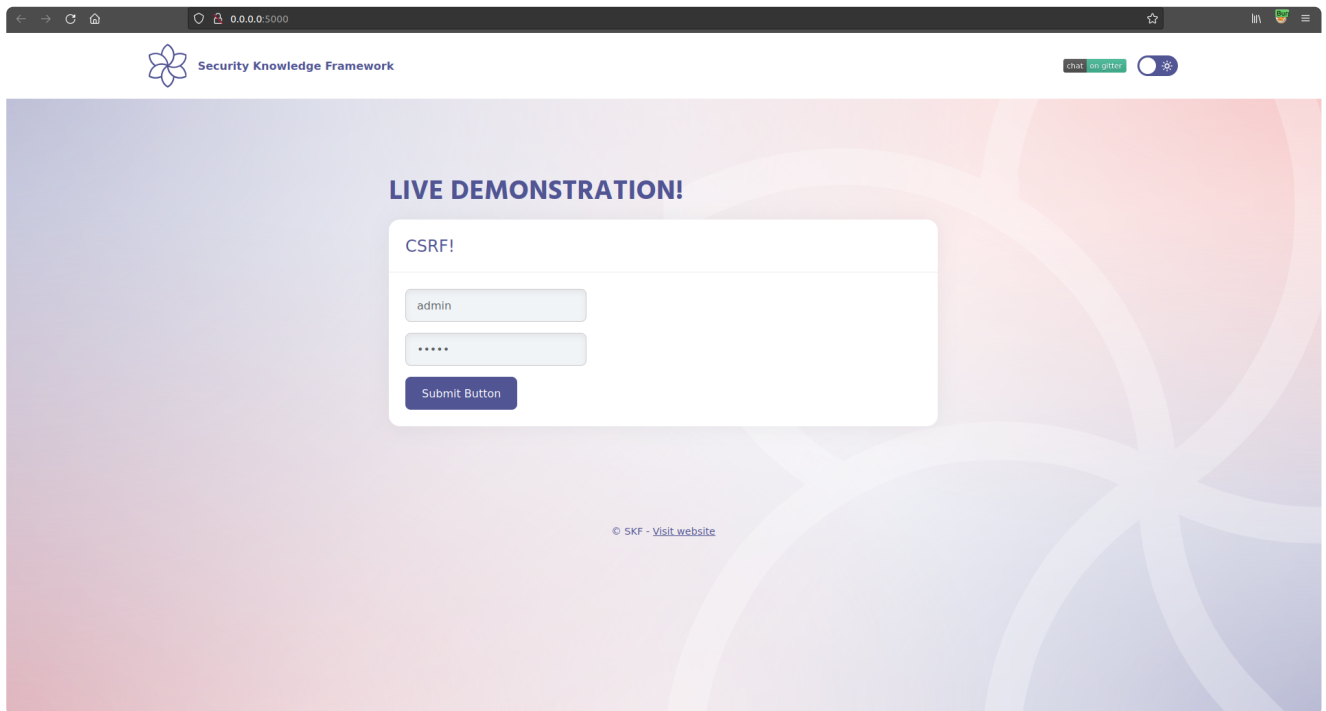 0.0.0.0:5000
Bur
Security Knowledge Framework
chat on gitter
LIVE DEMONSTRATION!
CSRF!
admin
•••••
Submit Button
© SKF - Visit website